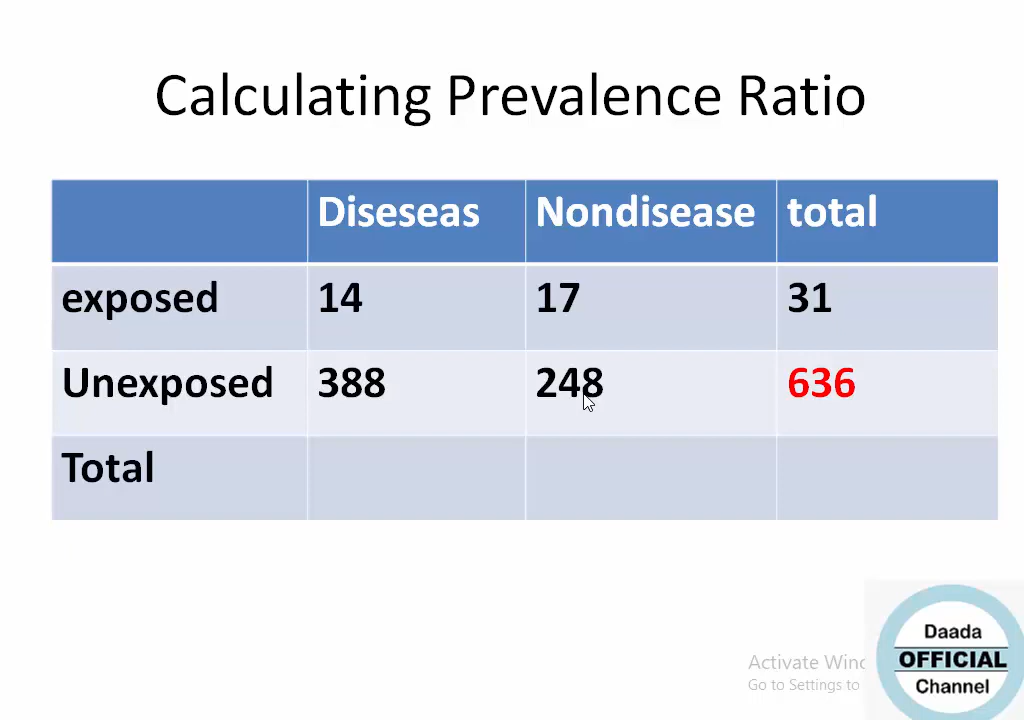 Calculating Prevalence Ratio
Diseseas Nondisease total
exposed 14 17 31
Unexposed 388 248 636
Total
Activate
Go to Settings to
Daada
OFFICIAL
Channel